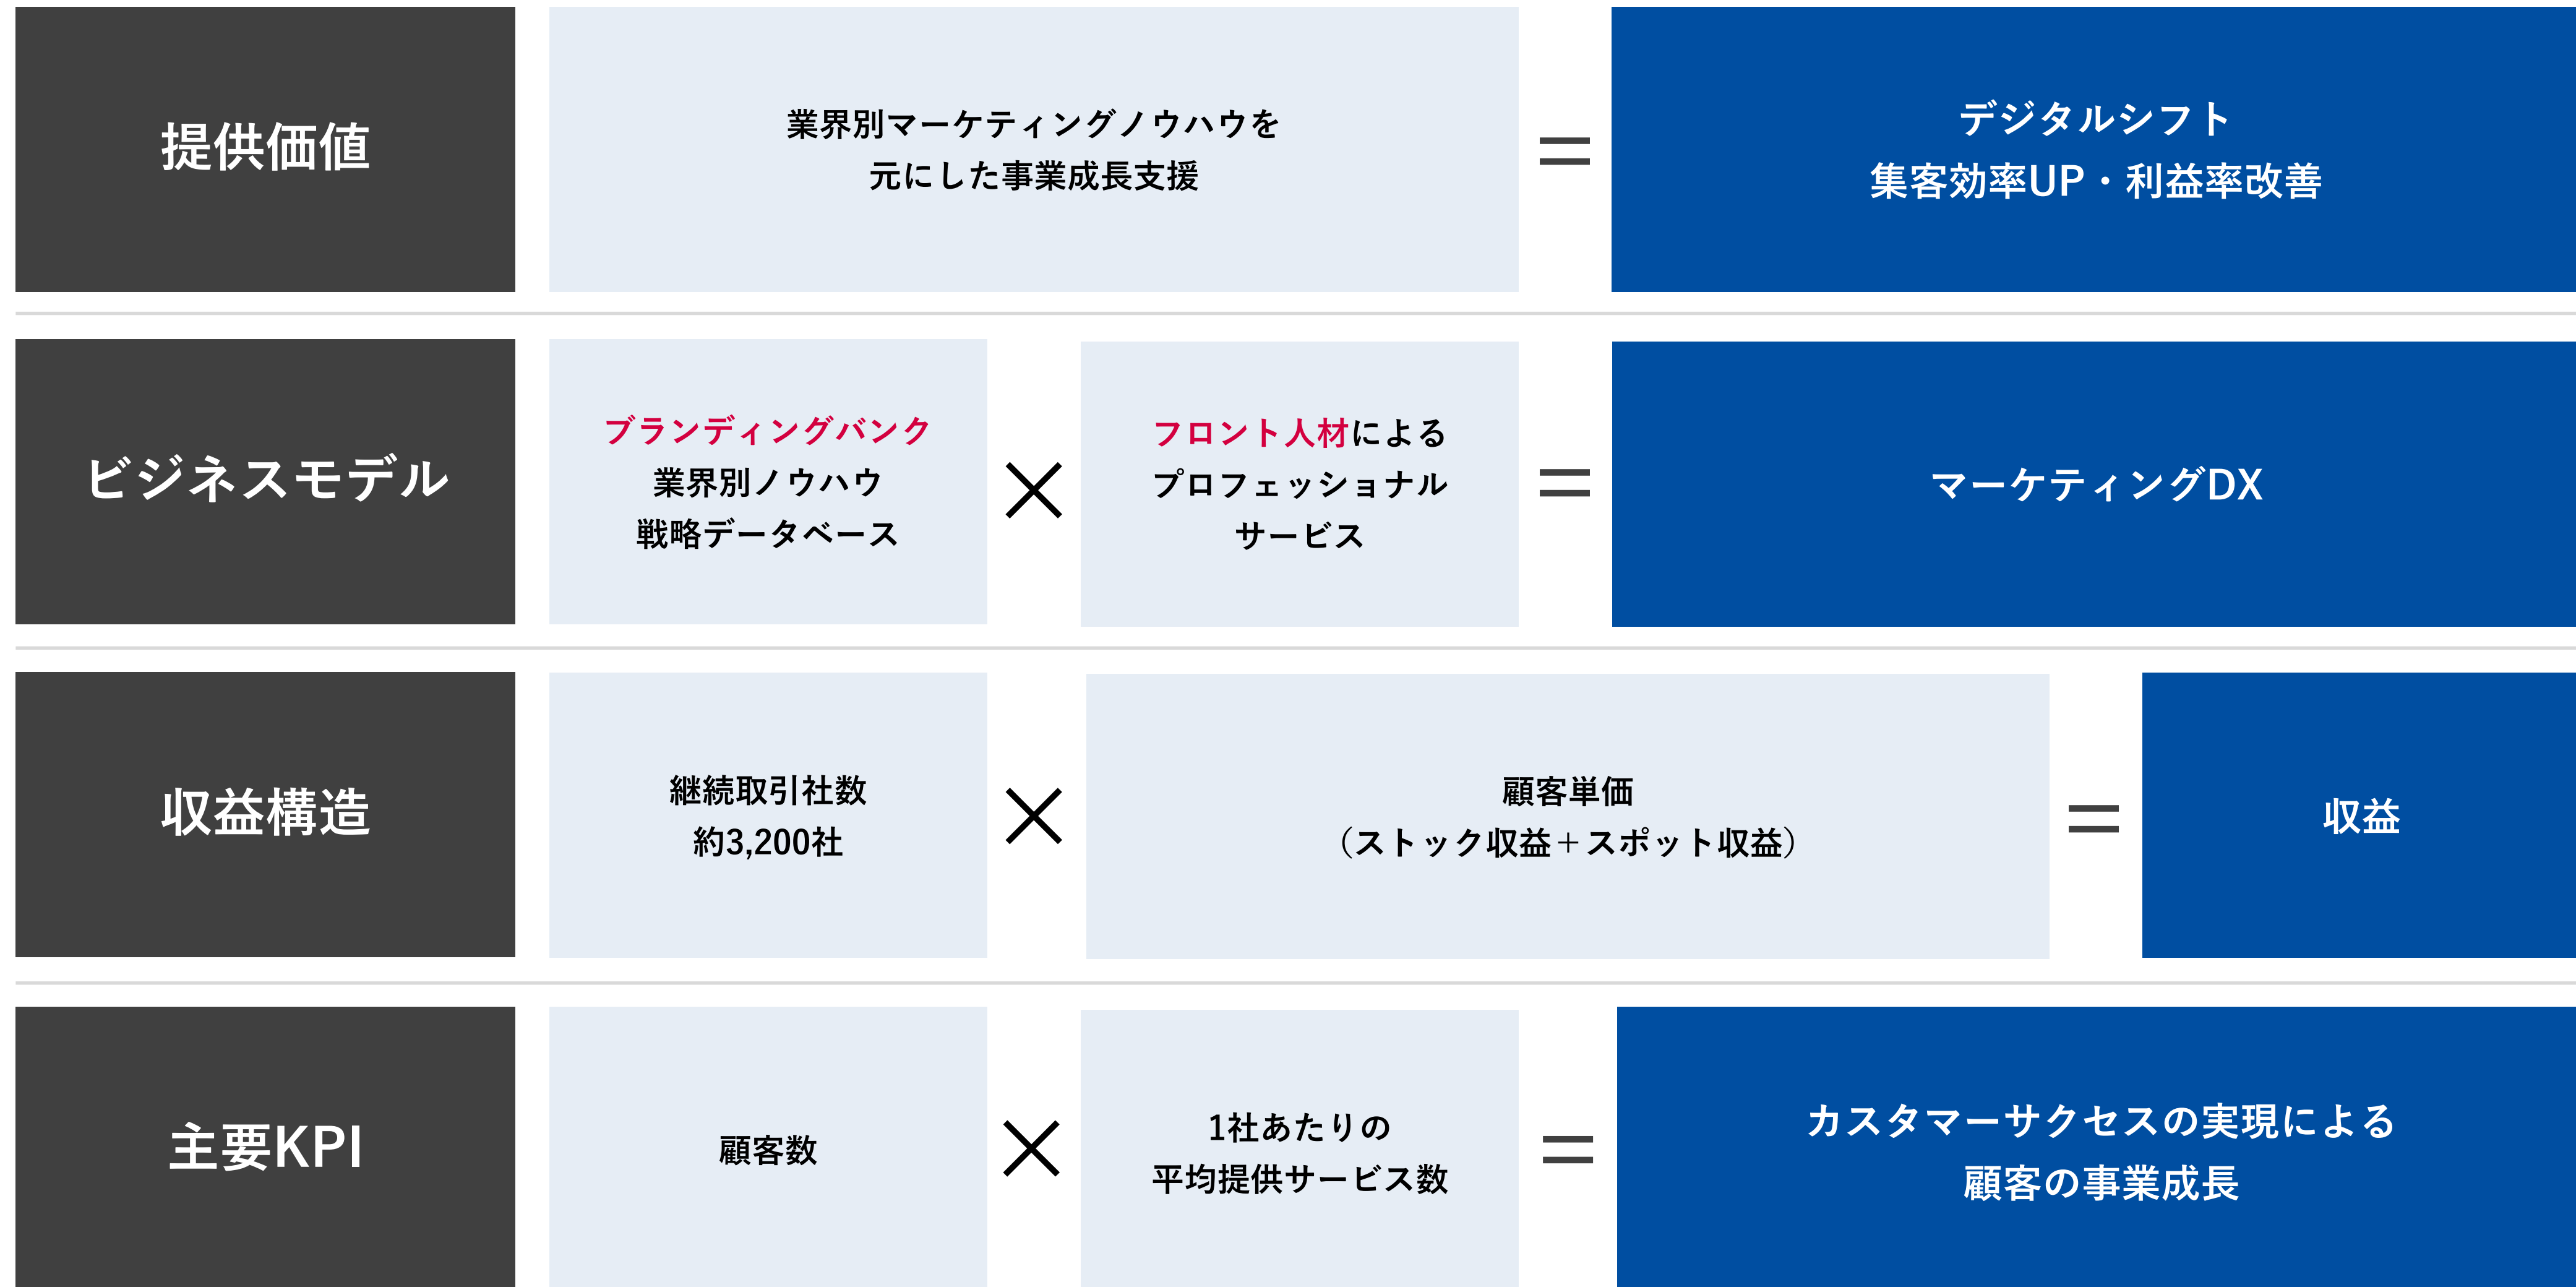 提供価値
業界別マーケティングノウハウを
元にした事業成長支援
=
デジタルシフト
集客効率UP・利益率改善
ビジネスモデル
ブランディングバンク
業界別ノウハウ
戦略データベース
×
フロント人材による
プロフェッショナル
サービス
=
マーケティングDX
収益構造
継続取引社数
約3,200社
×
顧客単価
（ストック収益＋スポット収益）
=
収益
主要KPI
顧客数
×
1社あたりの
平均提供サービス数
=
カスタマーサクセスの実現による
顧客の事業成長